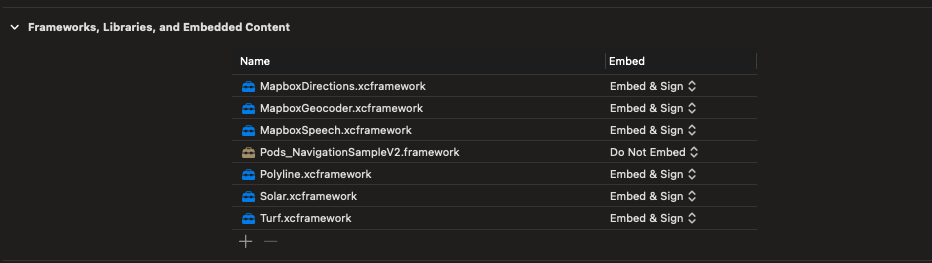 Frameworks, Libraries, and Embedded Content
Name Embed
MapboxDirections.xcframework Embed & Sign
MapboxGeocoder.xcframework Embed & Sign
MapboxSpeech.xcframework Embed & Sign
Pods_NavigationSampleV2.framework Do Not Embed
Polyline.xcframework Embed & Sign
Solar.xcframework Embed & Sign
Turf.xcframework Embed & Sign